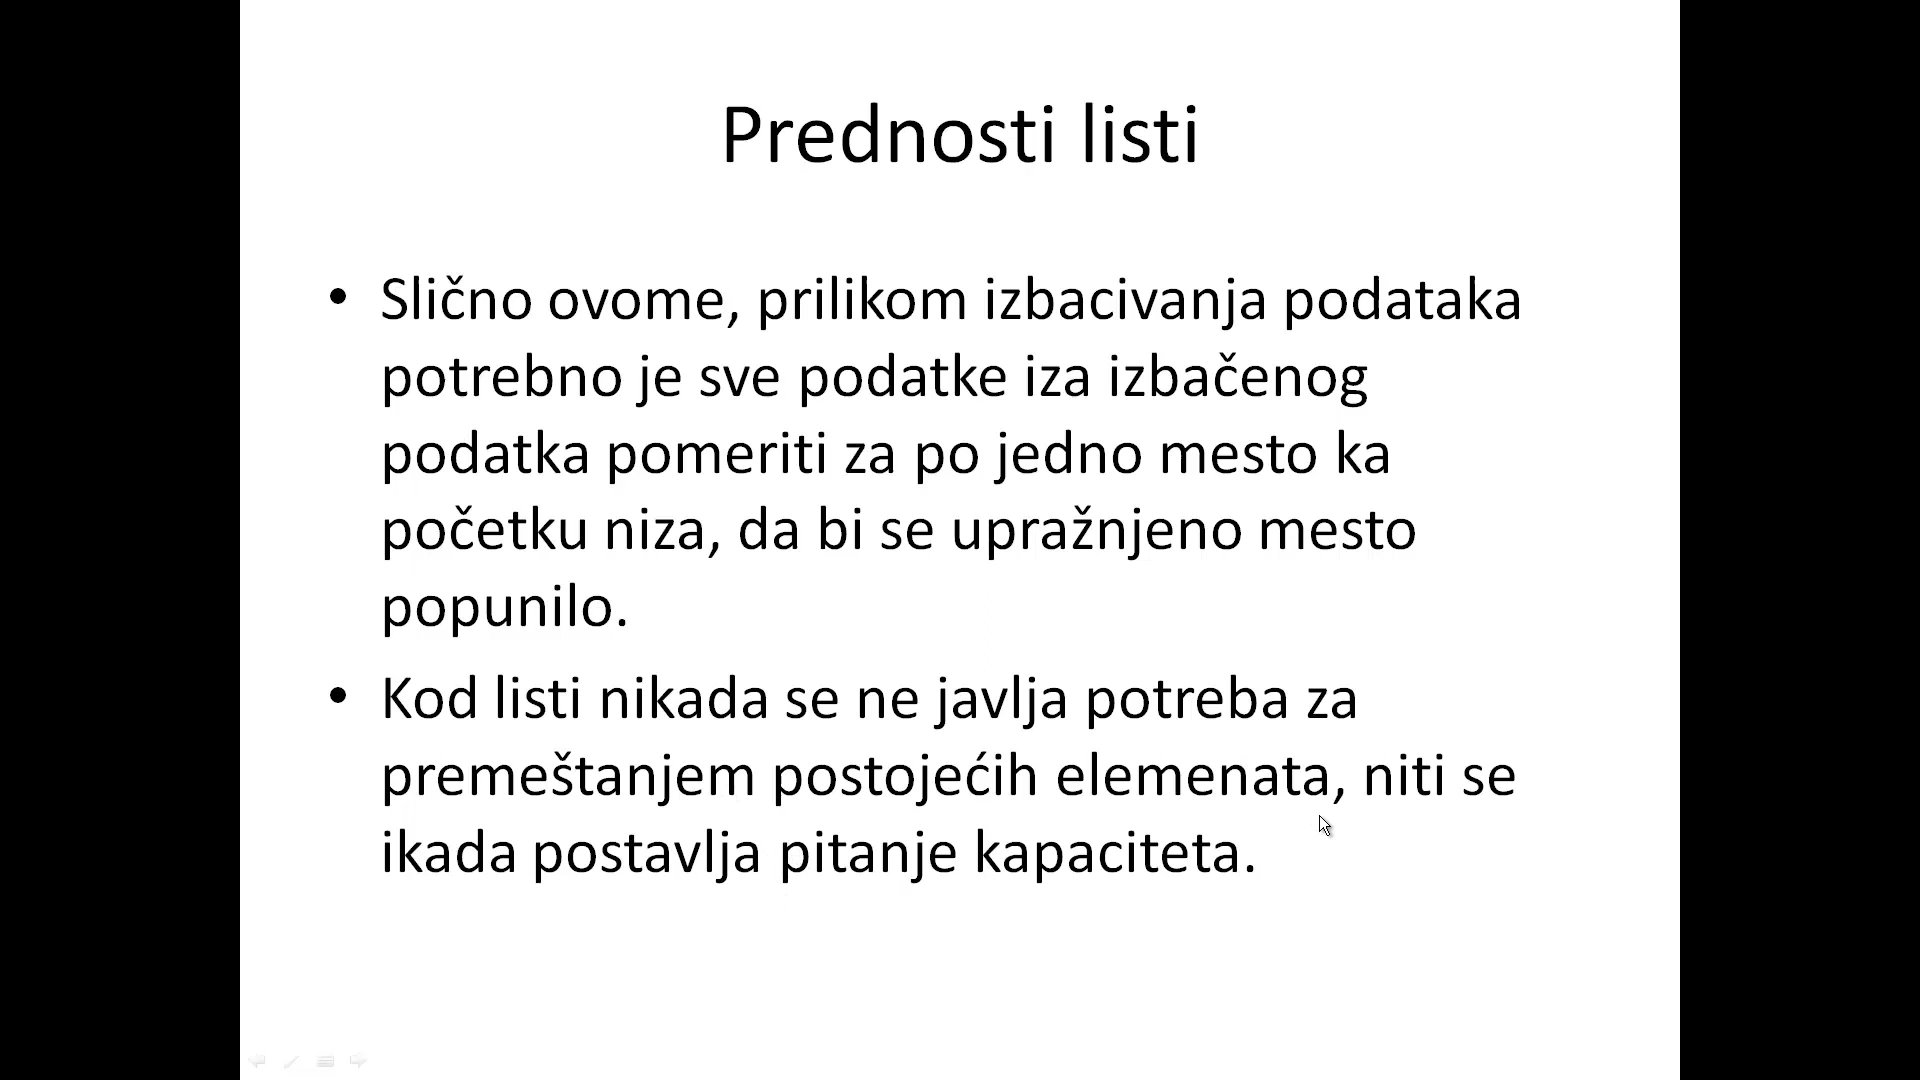 Prednosti listi
• Slično ovome, prilikom izbacivanja podataka
potrebno je sve podatke iza izbačenog
podatka pomeriti za po jedno mesto ka
početku niza, da bi se upražnjeno mesto
popunilo.
• Kod listi nikada se ne javlja potreba za
premeštanjem postojećih elemenata, niti se
ikada postavlja pitanje kapaciteta.